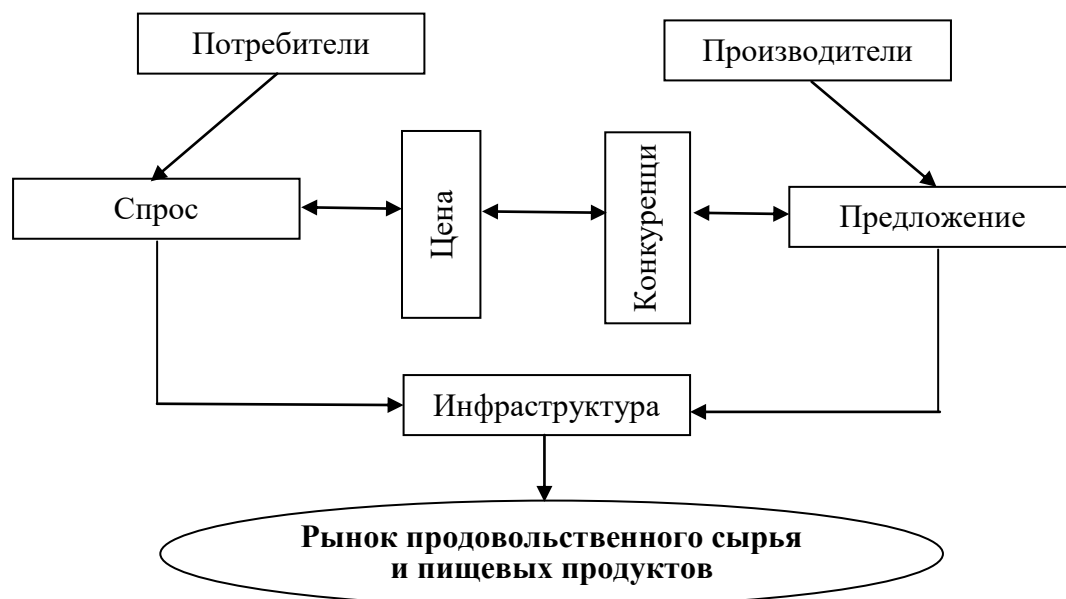 Потребители
Производители
Спрос
Цена
Конкуренци
Предложение
Инфраструктура
Рынок продовольственного сырья
и пищевых продуктов